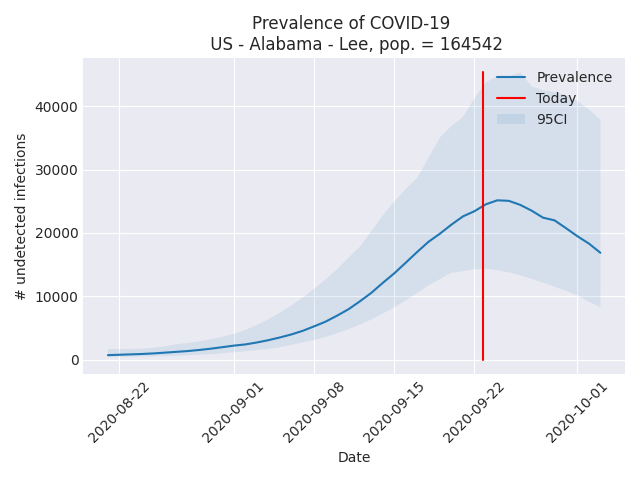 Prevalence of COVID-19
US - Alabama - Lee, pop. = 164542
Prevalence
Today
95CI
40000
30000
20000
10000
0
# undetected infections
2020-08-22
2020-09-01
2020-09-08
2020-09-15
2020-09-22
2020-10-01
Date